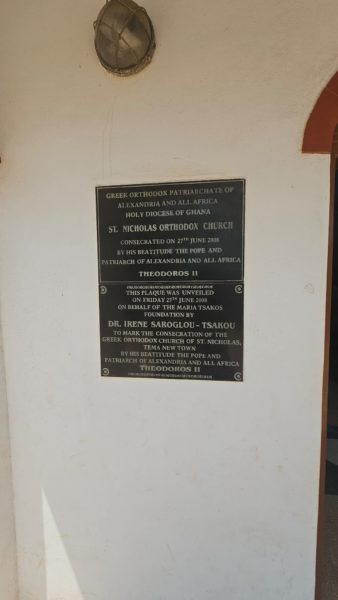 GREEK ORTHODOX PATRIARCHATE OF
ALEXANDRIA AND ALL AFRICA
HOLY DIOCESE OF GHANA
ST. NICHOLAS ORTHODOX CHURCH
CONSECRATED ON 27TH JUNE 2008
BY HIS BEATITUDE THE POPE AND
PATRIARCH OF ALEXANDRIA AND ALL AFRICA
THEODOROS II
THIS PLAQUE WAS UNVEILED
ON FRIDAY 27TH JUNE 2008
ON BEHALF OF THE MARIA TSAKOS
FOUNDATION BY
DR. IRENE SAROGLOU - TSAKOU
TO MARK THE CONSECRATION OF THE
GREEK ORTHODOX CHURCH OF ST. NICHOLAS,
TEMA NEW TOWN
BY HIS BEATITUDE THE POPE AND
PATRIARCH OF ALEXANDRIA AND ALL AFRICA
THEODOROS II